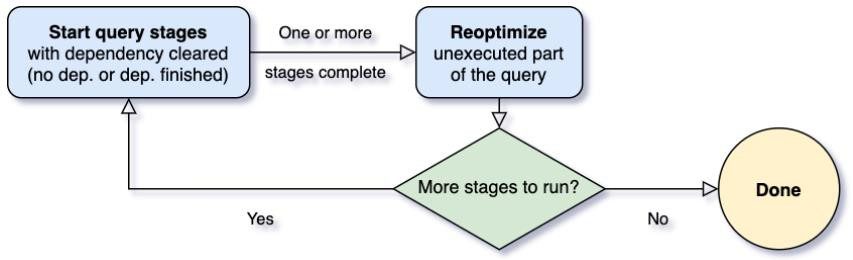 Start query stages
with dependency cleared
(no dep. or dep. finished)
One or more
stages complete
Reoptimize
unexecuted part
of the query
More stages to run?
Yes
No
Done